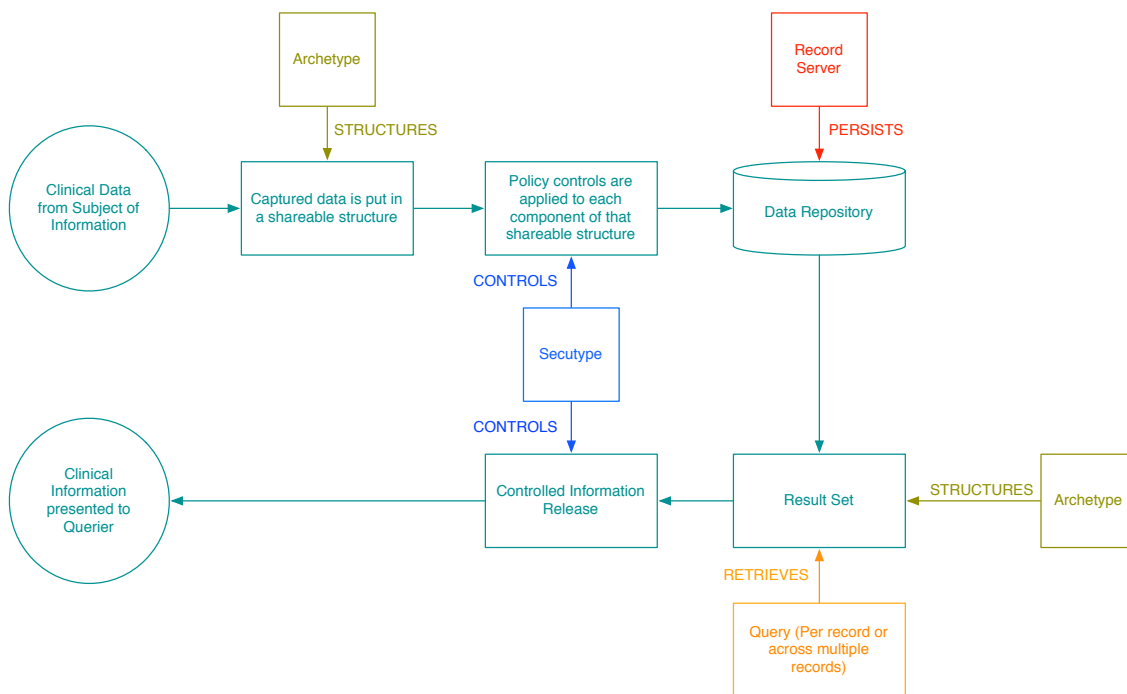 Archetype
Record
Server
STRUCTURES
PERSISTS
Clinical Data
from Subject of
Information
Captured data is put in
a shareable structure
Policy controls are
applied to each
component of that
shareable structure
Data Repository
CONTROLS
Secutype
CONTROLS
Clinical
Information
presented to
Querier
Controlled Information
Release
Result Set
STRUCTURES
Archetype
RETRIEVES
Query (Per record or
across multiple
records)